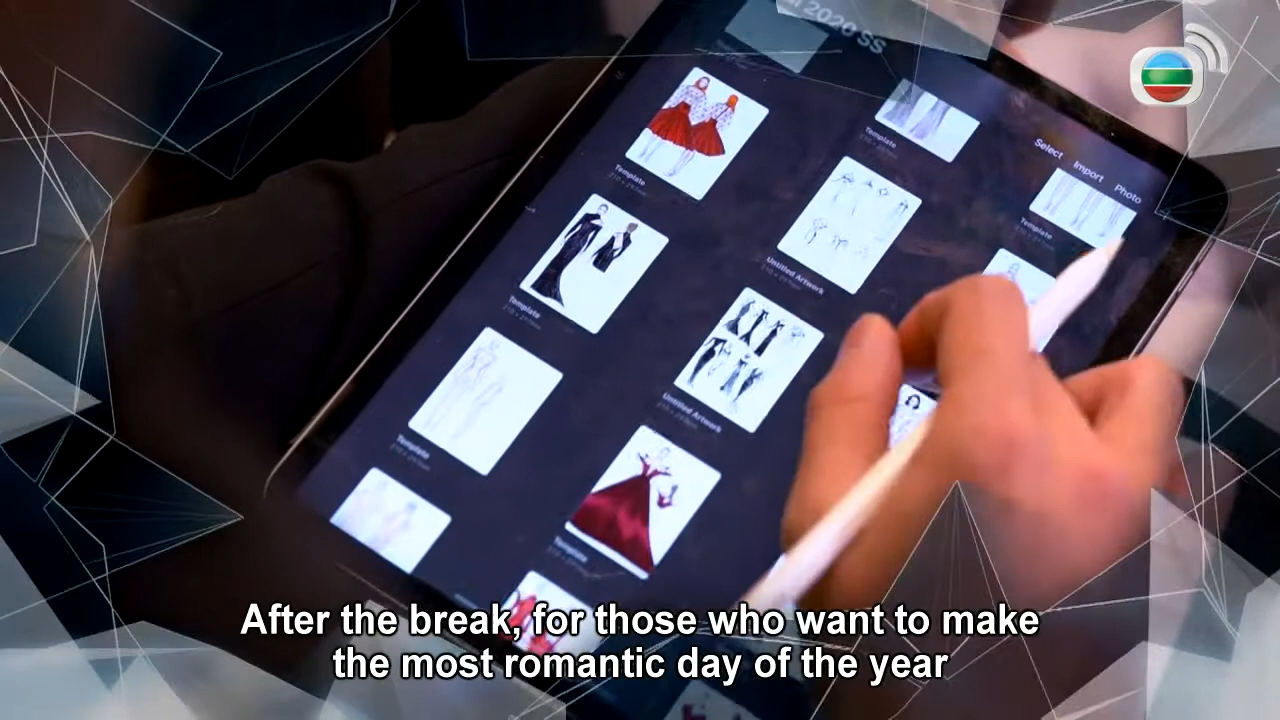 2020 SS
Template
Select Import Photo
Template
Template
Untitled Artwork
Template
Untitled Artwork
Template
Template
After the break, for those who want to make
the most romantic day of the year